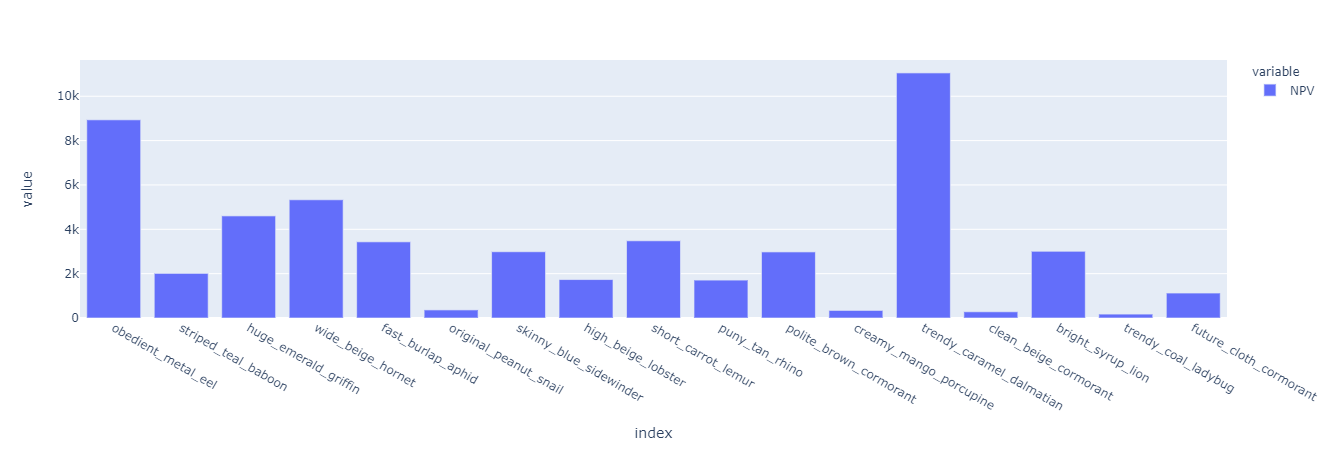 variable
NPV
value
10k
8k
6k
4k
2k
0
obedient_metal_eel
striped_teal_baboon
huge_emerald_griffin
wide_beige_hornet
fast_burlap_aphid
original_peanut_snail
skinny_blue_sidewinder
high_beige_lobster
short_carrot_lemur
puny_tan_rhino
polite_brown_cormorant
creamy_mango_porcupine
trendy_caramel_dalmatian
clean_beige_cormorant
bright_syrup_lion
trendy_coal_ladybug
future_cloth_cormorant
index